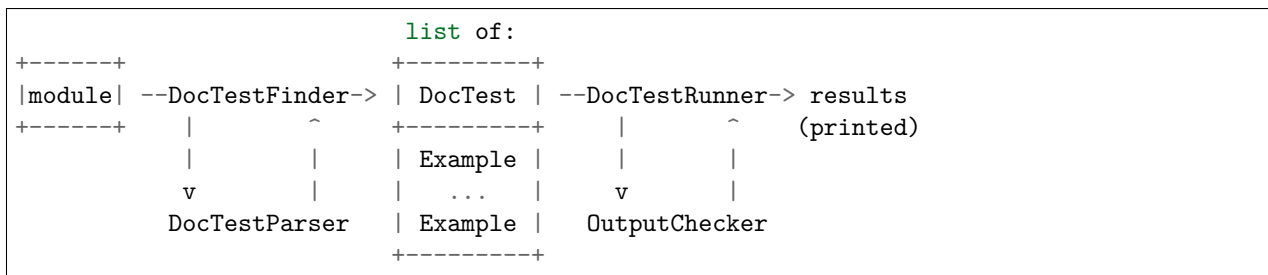 list of:
+------+                   +---------+
|module| --DocTestFinder-> | DocTest | --DocTestRunner-> results
+------+    |        ^     +---------+     |       ^    (printed)
            |        |     | Example |     |       |
            v        |     |   ...   |     v       |
           DocTestParser   | Example |   OutputChecker
                           +---------+